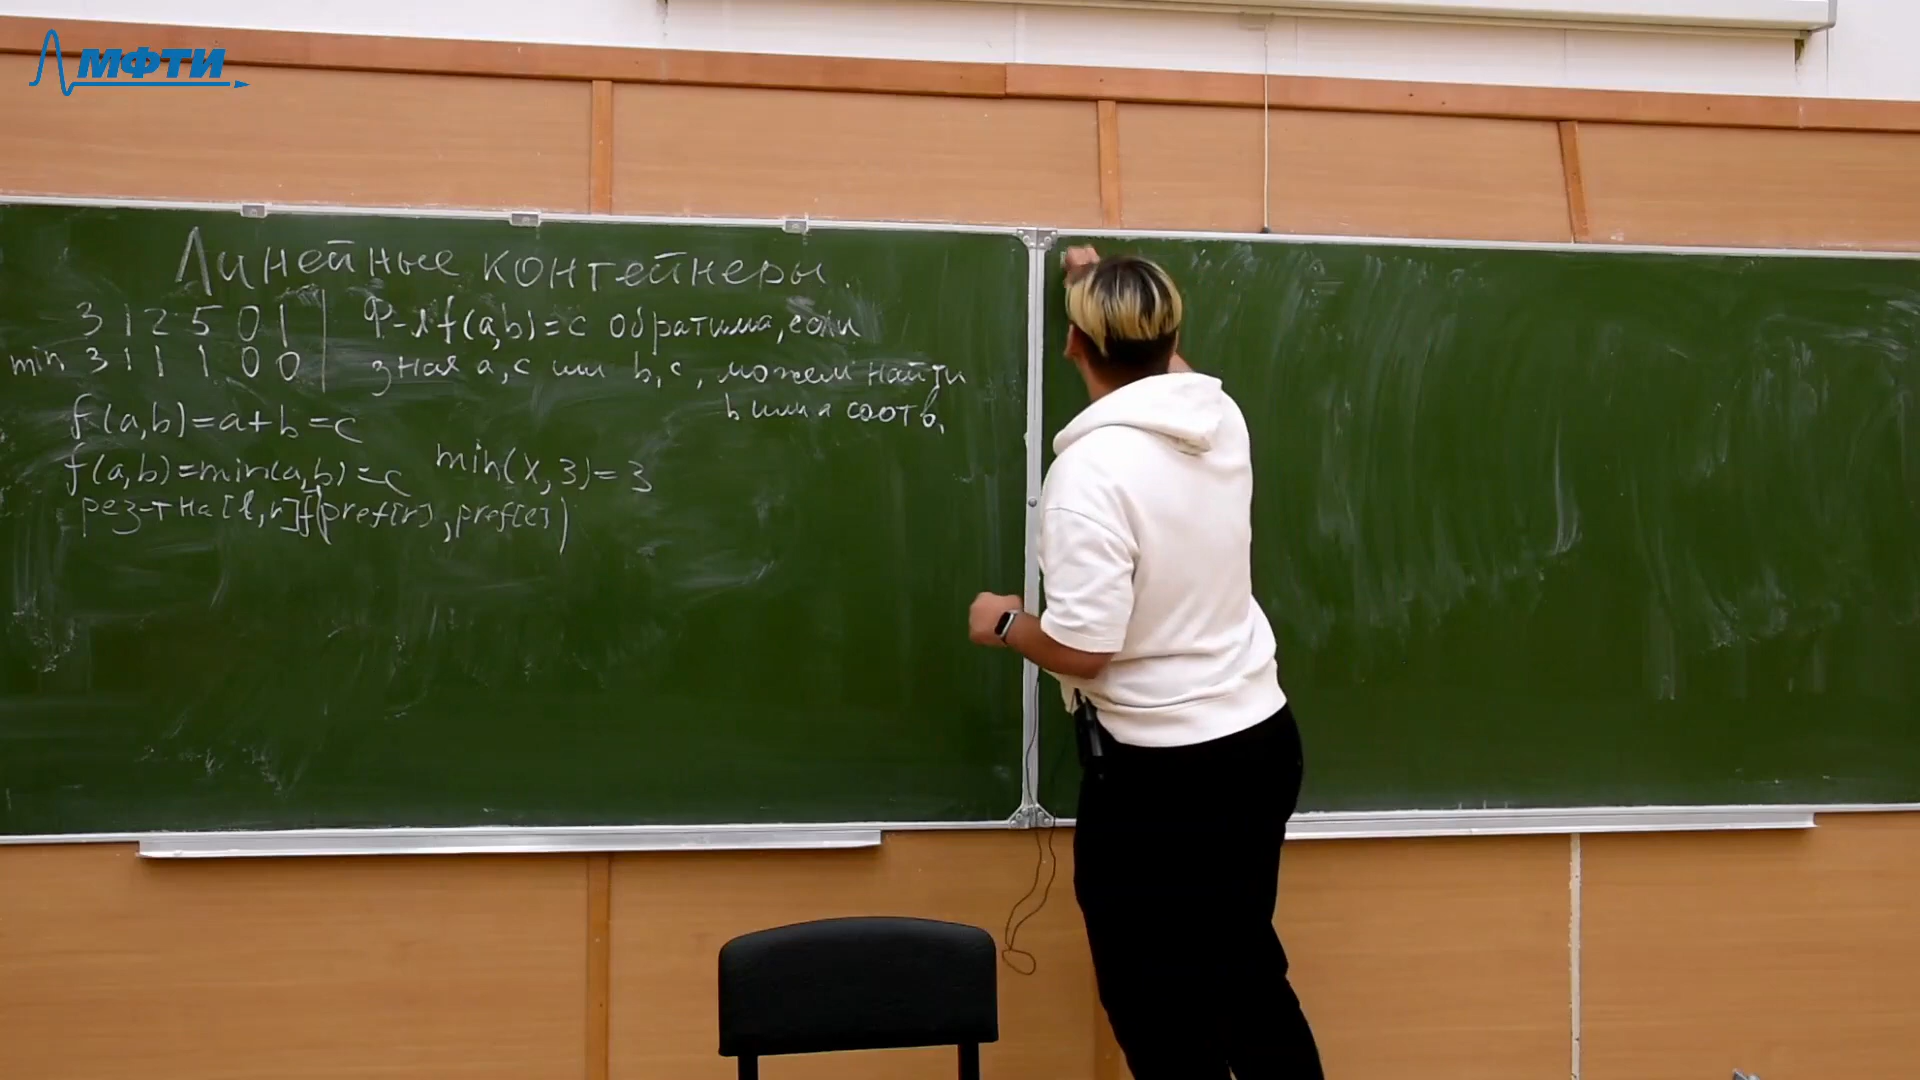 МФТИ
Линейные контейнеры.
3 1 2 5 0 1
min 3 1 1 1 0 0
f(a,b)=a+b=c
f(a,b)=min(a,b)=c min(x,3)=3
рез-т на [l,r] f(pref[r], pref[l])
Ф-я f(a,b)=c обратима, если
зная a,c или b,c, можем найти
b или a соотв.